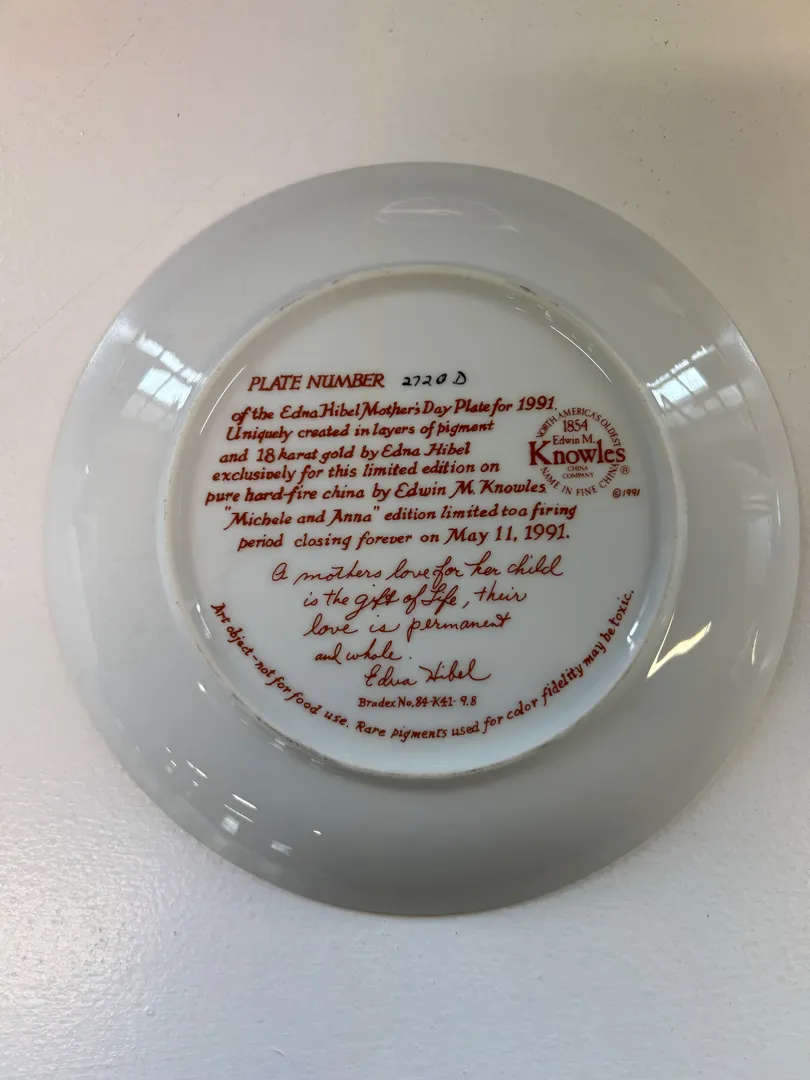 PLATE NUMBER 2720 D
of the Edna Hibel Mother's Day Plate for 1991.
Uniquely created in layers of pigment
and 18 karat gold by Edna Hibel
exclusively for this limited edition on
pure hard-fire china by Edwin M. Knowles.
"Michele and Anna" edition limited to a firing
period closing forever on May 11, 1991.
NORTH AMERICA'S OLDEST
1854
Edwin M.
Knowles
CHINA
COMPANY
®
NAME IN FINE CHINA
©1991
A mothers love for her child
is the gift of Life, their
love is permanent
and whole.
Edna Hibel
Bradex No. 84-K41-9.8
Art object-not for food use. Rare pigments used for color fidelity may be toxic.